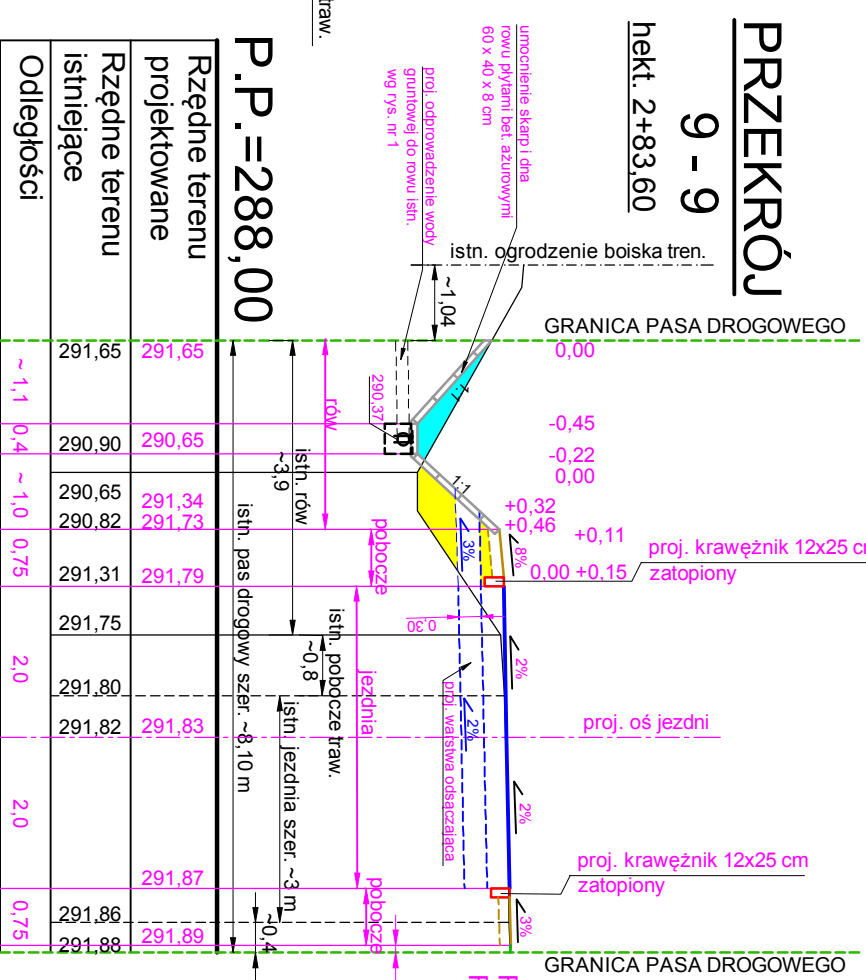 PRZEKRÓJ
9 - 9
hekt. 2+83,60
umocnienie skarp i dna
rowu płytami bet. ażurowymi
60 x 40 x 8 cm
proj. odprowadzenie wody
gruntowej do rowu istn.
wg rys. nr 1
traw.
istn. ogrodzenie boiska tren.
~1,04
GRANICA PASA DROGOWEGO
0,00
-0,45
-0,22
0,00
+0,32
+0,46
+0,11
0,00 +0,15
1:1
1:1
290,37
8%
3%
2%
2%
2%
3%
0,30
proj. krawężnik 12x25 cm
zatopiony
proj. oś jezdni
proj. warstwa odsączająca
proj. krawężnik 12x25 cm
zatopiony
GRANICA PASA DROGOWEGO
rów
istn. rów
~3,9
pobocze
istn. pobocze traw.
~0,8
jezdnia
istn. jezdnia szer. ~3 m
pobocze
~0,4
istn. pas drogowy szer. ~8,10 m
P.P.=288,00
Rzędne terenu
projektowane
291,65
290,65
291,34
291,73
291,79
291,83
291,87
291,89
Rzędne terenu
istniejące
291,65
290,90
290,65
290,82
291,31
291,75
291,80
291,82
291,86
291,88
Odległości
~ 1,1
0,4
~ 1,0
0,75
2,0
2,0
0,75